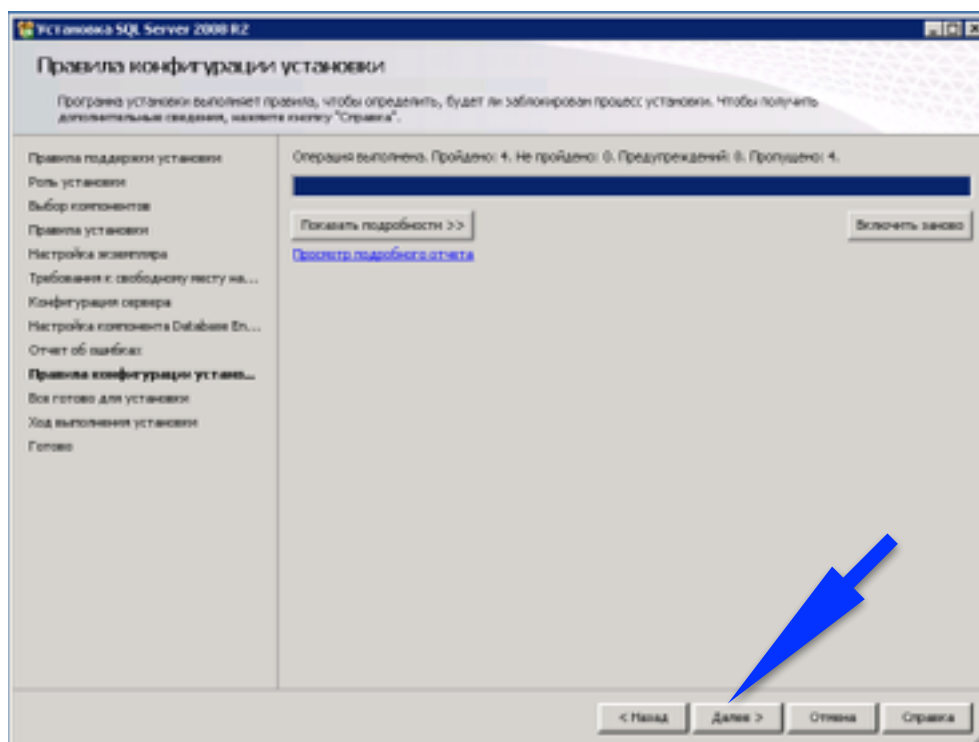 Установка SQL Server 2008 R2
Правила конфигурации установки
Программа установки выполняет правила, чтобы определить, будет ли заблокирован процесс установки. Чтобы получить
дополнительные сведения, нажмите кнопку "Справка".
Правила поддержки установки
Роль установки
Выбор компонентов
Правила установки
Настройка экземпляра
Требования к свободному месту на...
Конфигурация сервера
Настройка компонента Database En...
Отчет об ошибках
Правила конфигурации устано...
Все готово для установки
Ход выполнения установки
Готово
Операция выполнена. Пройдено: 4. Не пройдено: 0. Предупреждений: 0. Пропущено: 4.
Показать подробности >>
Включить заново
Просмотр подробного отчета
< Назад
Далее >
Отмена
Справка